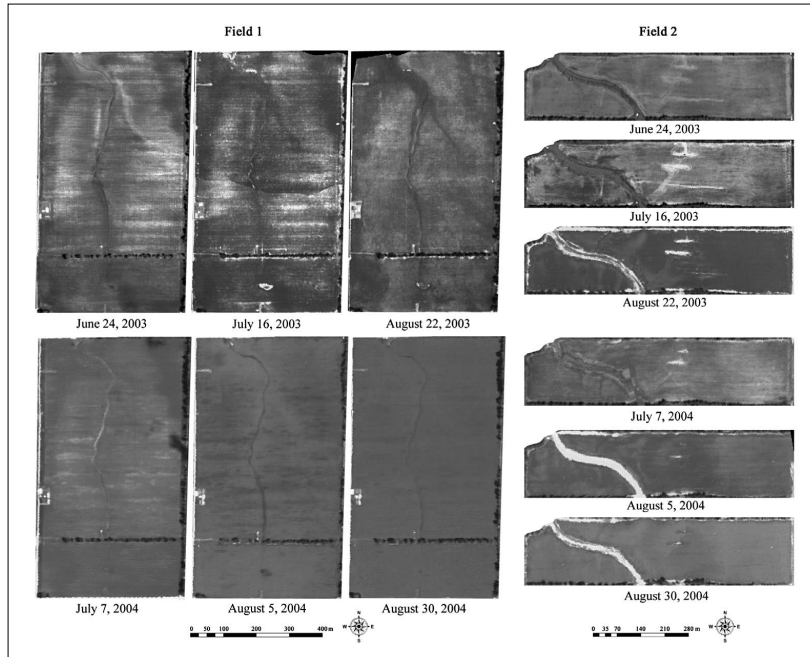 Field 1
Field 2
June 24, 2003
July 16, 2003
August 22, 2003
June 24, 2003
July 16, 2003
August 22, 2003
July 7, 2004
August 5, 2004
August 30, 2004
July 7, 2004
August 5, 2004
August 30, 2004
0 50 100 200 300 400 m
N
W E
S
0 35 70 140 210 280 m
N
W E
S